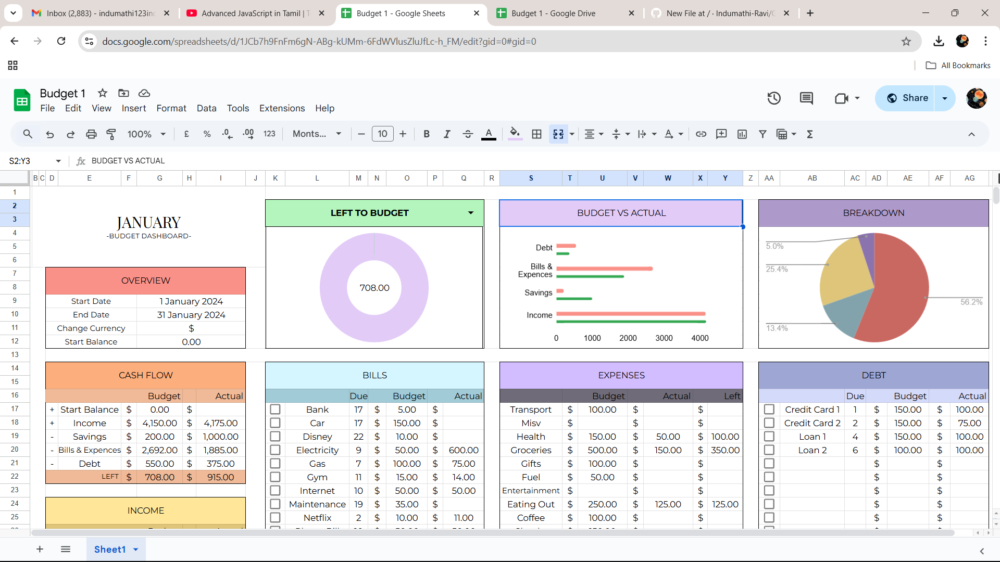 Inbox (2,883) - indumathi123in
Advanced JavaScript in Tamil | T
Budget 1 - Google Sheets
Budget 1 - Google Drive
New File at / · Indumathi-Ravi/
docs.google.com/spreadsheets/d/1JCb7h9FnFm6gN-ABg-kUMm-6FdWVlusZluJfLc-h_FM/edit?gid=0#gid=0
All Bookmarks
Budget 1
File Edit View Insert Format Data Tools Extensions Help
Share
100% £ % .0 .00 123 Monts... 10 B I A
S2:Y3 fx BUDGET VS ACTUAL
B C D E F G H I J K L M N O P Q R S T U V W X Y Z AA AB AC AD AE AF AG
1
2
3
4
5
6
7
8
9
10
11
12
13
14
15
16
17
18
19
20
21
22
23
24
25
JANUARY
-BUDGET DASHBOARD-
OVERVIEW
Start Date 1 January 2024
End Date 31 January 2024
Change Currency $
Start Balance 0.00
LEFT TO BUDGET
708.00
BUDGET VS ACTUAL
Debt
Bills &
Expences
Savings
Income
0 1000 2000 3000 4000
BREAKDOWN
5.0%
25.4%
13.4%
56.2%
CASH FLOW
Budget Actual
+ Start Balance $ 0.00 $
+ Income $ 4,150.00 $ 4,175.00
- Savings $ 200.00 $ 1,000.00
- Bills & Expences $ 2,692.00 $ 1,885.00
- Debt $ 550.00 $ 375.00
LEFT $ 708.00 $ 915.00
INCOME
BILLS
Due Budget Actual
Bank 17 $ 5.00 $
Car 17 $ 150.00 $
Disney 22 $ 10.00 $
Electricity 9 $ 50.00 $ 600.00
Gas 7 $ 100.00 $ 75.00
Gym 11 $ 15.00 $ 14.00
Internet 10 $ 50.00 $ 50.00
Maintenance 19 $ 35.00 $
Netflix 2 $ 10.00 $ 11.00
EXPENSES
Budget Actual Left
Transport $ 100.00 $ $
Misv $ $ $
Health $ 150.00 $ 50.00 $ 100.00
Groceries $ 500.00 $ 150.00 $ 350.00
Gifts $ 100.00 $ $
Fuel $ 50.00 $ $
Entertainment $ $ $
Eating Out $ 250.00 $ 125.00 $ 125.00
Coffee $ 100.00 $ $
DEBT
Due Budget Actual
Credit Card 1 1 $ 150.00 $ 100.00
Credit Card 2 2 $ 150.00 $ 75.00
Loan 1 4 $ 150.00 $ 100.00
Loan 2 6 $ 100.00 $ 100.00
$ $
$ $
$ $
$ $
$ $
Sheet1